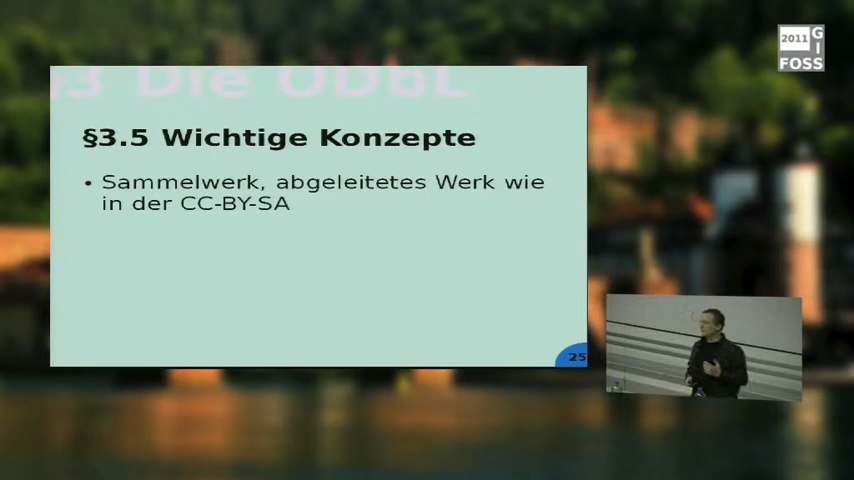 §3 Die ODbL
§3.5 Wichtige Konzepte
• Sammelwerk, abgeleitetes Werk wie
in der CC-BY-SA
25
2011
G
I
FOSS